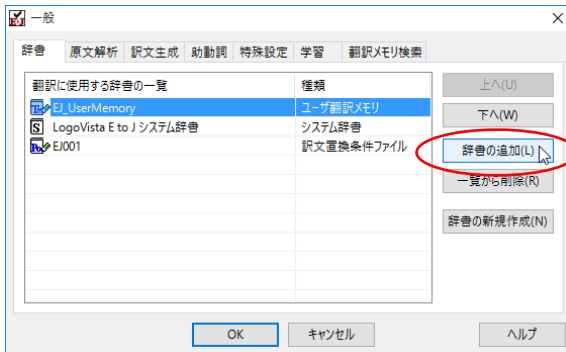 一般
辞書 原文解析 訳文生成 助動詞 特殊設定 学習 翻訳メモリ検索
翻訳に使用する辞書の一覧 種類
EJ_UserMemory ユーザ翻訳メモリ
S LogoVista E to J システム辞書 システム辞書
EJ001 訳文置換条件ファイル
上へ(U)
下へ(W)
辞書の追加(L)
一覧から削除(R)
辞書の新規作成(N)
OK キャンセル ヘルプ